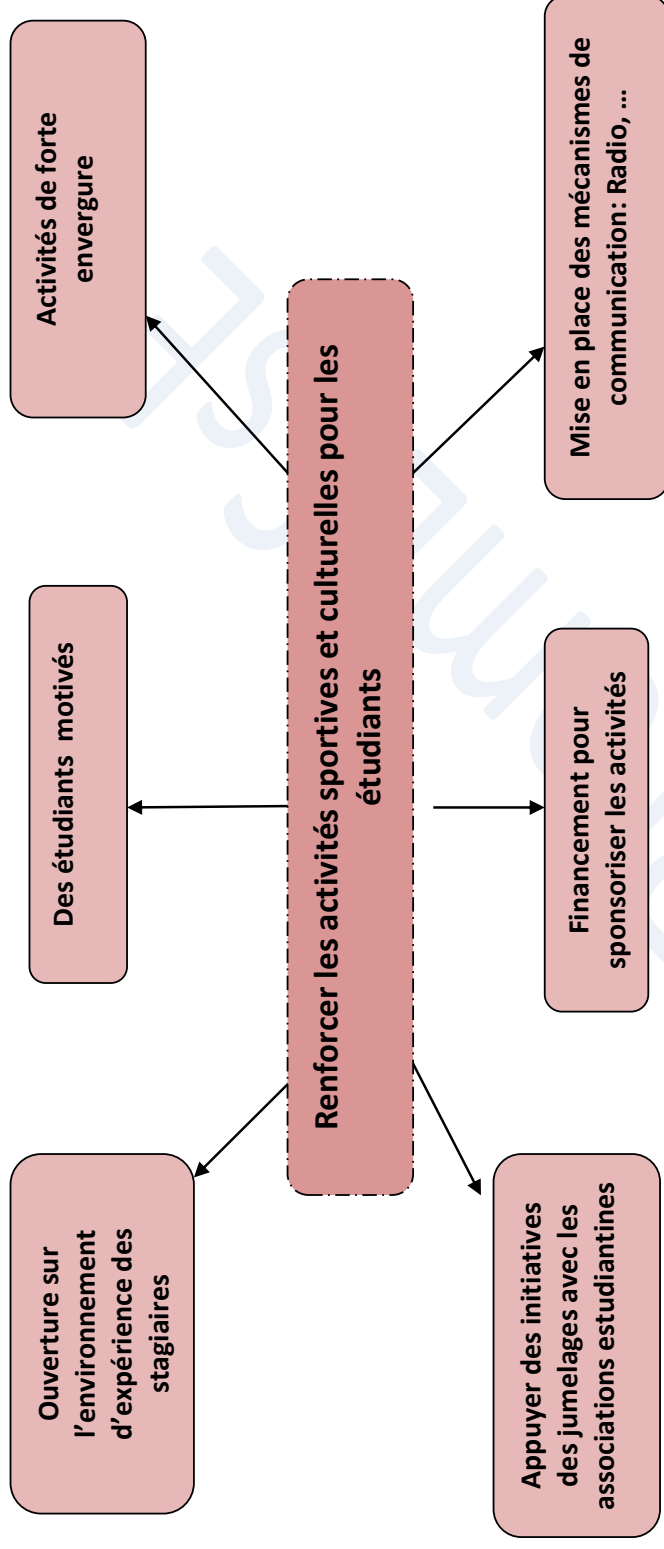 Ouverture sur
l'environnement
d'expérience des
stagiaires
Des étudiants motivés
Activités de forte
envergure
Renforcer les activités sportives et culturelles pour les
étudiants
Appuyer des initiatives
des jumelages avec les
associations estudiantines
Financement pour
sponsoriser les activités
Mise en place des mécanismes de
communication: Radio, ...